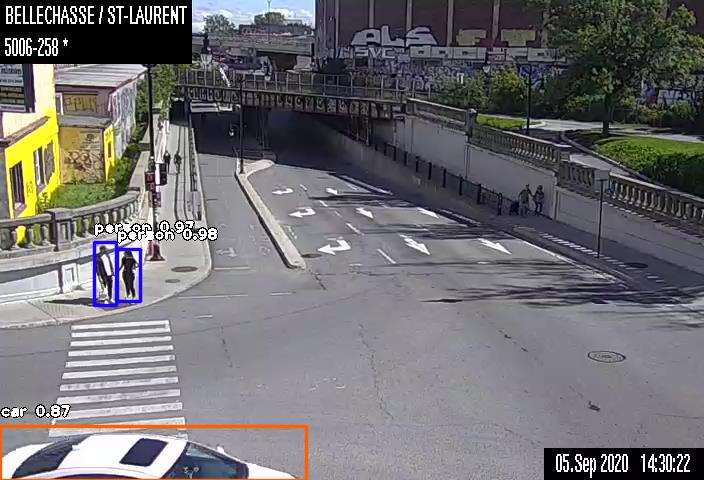 BELLECHASSE / ST-LAURENT
5006-258 *
person 0.97
person 0.98
car 0.87
05.Sep 2020 14:30:22